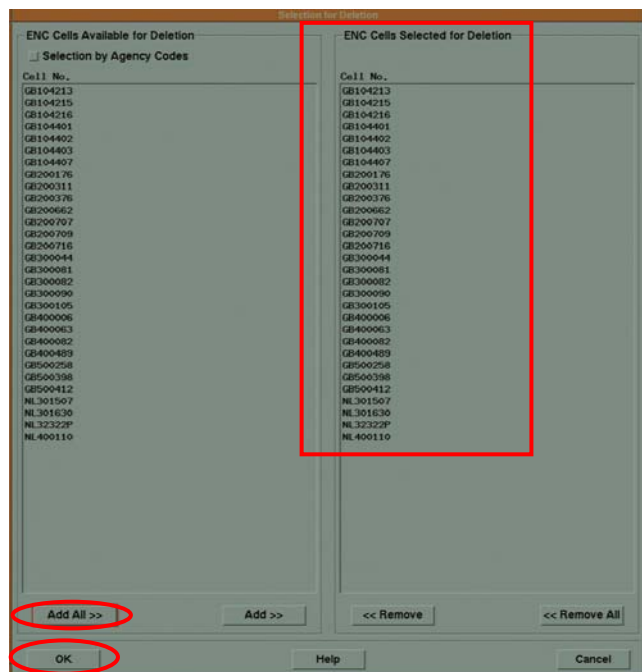 Selection for Deletion
ENC Cells Available for Deletion
Selection by Agency Codes
Cell No.
GB104213
GB104215
GB104216
GB104401
GB104402
GB104403
GB104407
GB200176
GB200311
GB200376
GB200662
GB200707
GB200709
GB200716
GB300044
GB300081
GB300082
GB300090
GB300105
GB400006
GB400063
GB400082
GB400489
GB500258
GB500398
GB500412
NL301507
NL301630
NL32322P
NL400110
Add All >>
Add >>
ENC Cells Selected for Deletion
Cell No.
GB104213
GB104215
GB104216
GB104401
GB104402
GB104403
GB104407
GB200176
GB200311
GB200376
GB200662
GB200707
GB200709
GB200716
GB300044
GB300081
GB300082
GB300090
GB300105
GB400006
GB400063
GB400082
GB400489
GB500258
GB500398
GB500412
NL301507
NL301630
NL32322P
NL400110
<< Remove
<< Remove All
OK
Help
Cancel